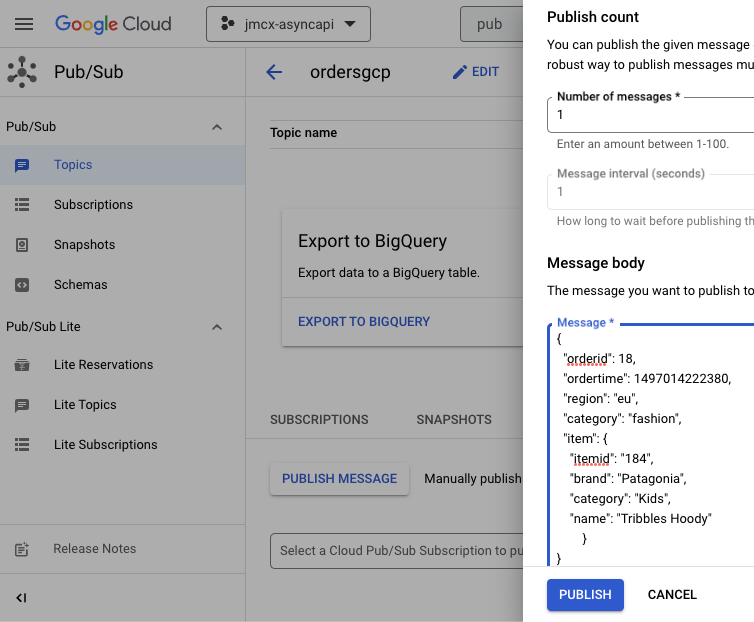 Google Cloud
jmcx-asyncapi
pub
Pub/Sub
ordersgcp
EDIT
Pub/Sub
Topics
Subscriptions
Snapshots
Schemas
Pub/Sub Lite
Lite Reservations
Lite Topics
Lite Subscriptions
Release Notes
Topic name
Export to BigQuery
Export data to a BigQuery table.
EXPORT TO BIGQUERY
SUBSCRIPTIONS
SNAPSHOTS
PUBLISH MESSAGE
Manually publish
Select a Cloud Pub/Sub Subscription to pu
Publish count
You can publish the given message
robust way to publish messages mu
Number of messages *
1
Enter an amount between 1-100.
Message interval (seconds)
1
How long to wait before publishing th
Message body
The message you want to publish to
Message *
{
"orderid": 18,
"ordertime": 1497014222380,
"region": "eu",
"category": "fashion",
"item": {
"itemid": "184",
"brand": "Patagonia",
"category": "Kids",
"name": "Tribbles Hoody"
}
}
PUBLISH
CANCEL